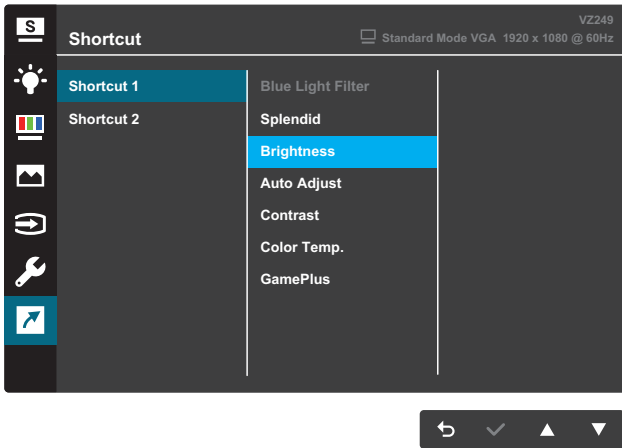 S
VZ249
Shortcut
Standard Mode VGA 1920 x 1080 @ 60Hz
Shortcut 1
Shortcut 2
Blue Light Filter
Splendid
Brightness
Auto Adjust
Contrast
Color Temp.
GamePlus